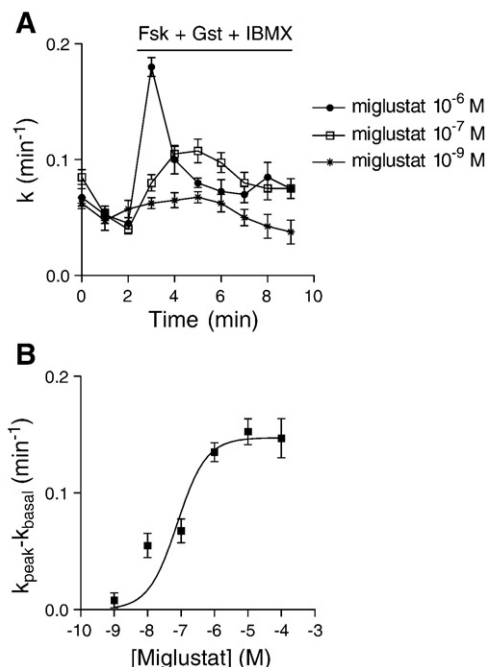 A
Fsk + Gst + IBMX
0.2
0.1
0.0
k (min⁻¹)
0 2 4 6 8 10
Time (min)
miglustat 10⁻⁶ M
miglustat 10⁻⁷ M
miglustat 10⁻⁹ M
B
0.2
0.1
0.0
kpeak-kbasal (min⁻¹)
-10 -9 -8 -7 -6 -5 -4 -3
[Miglustat] (M)